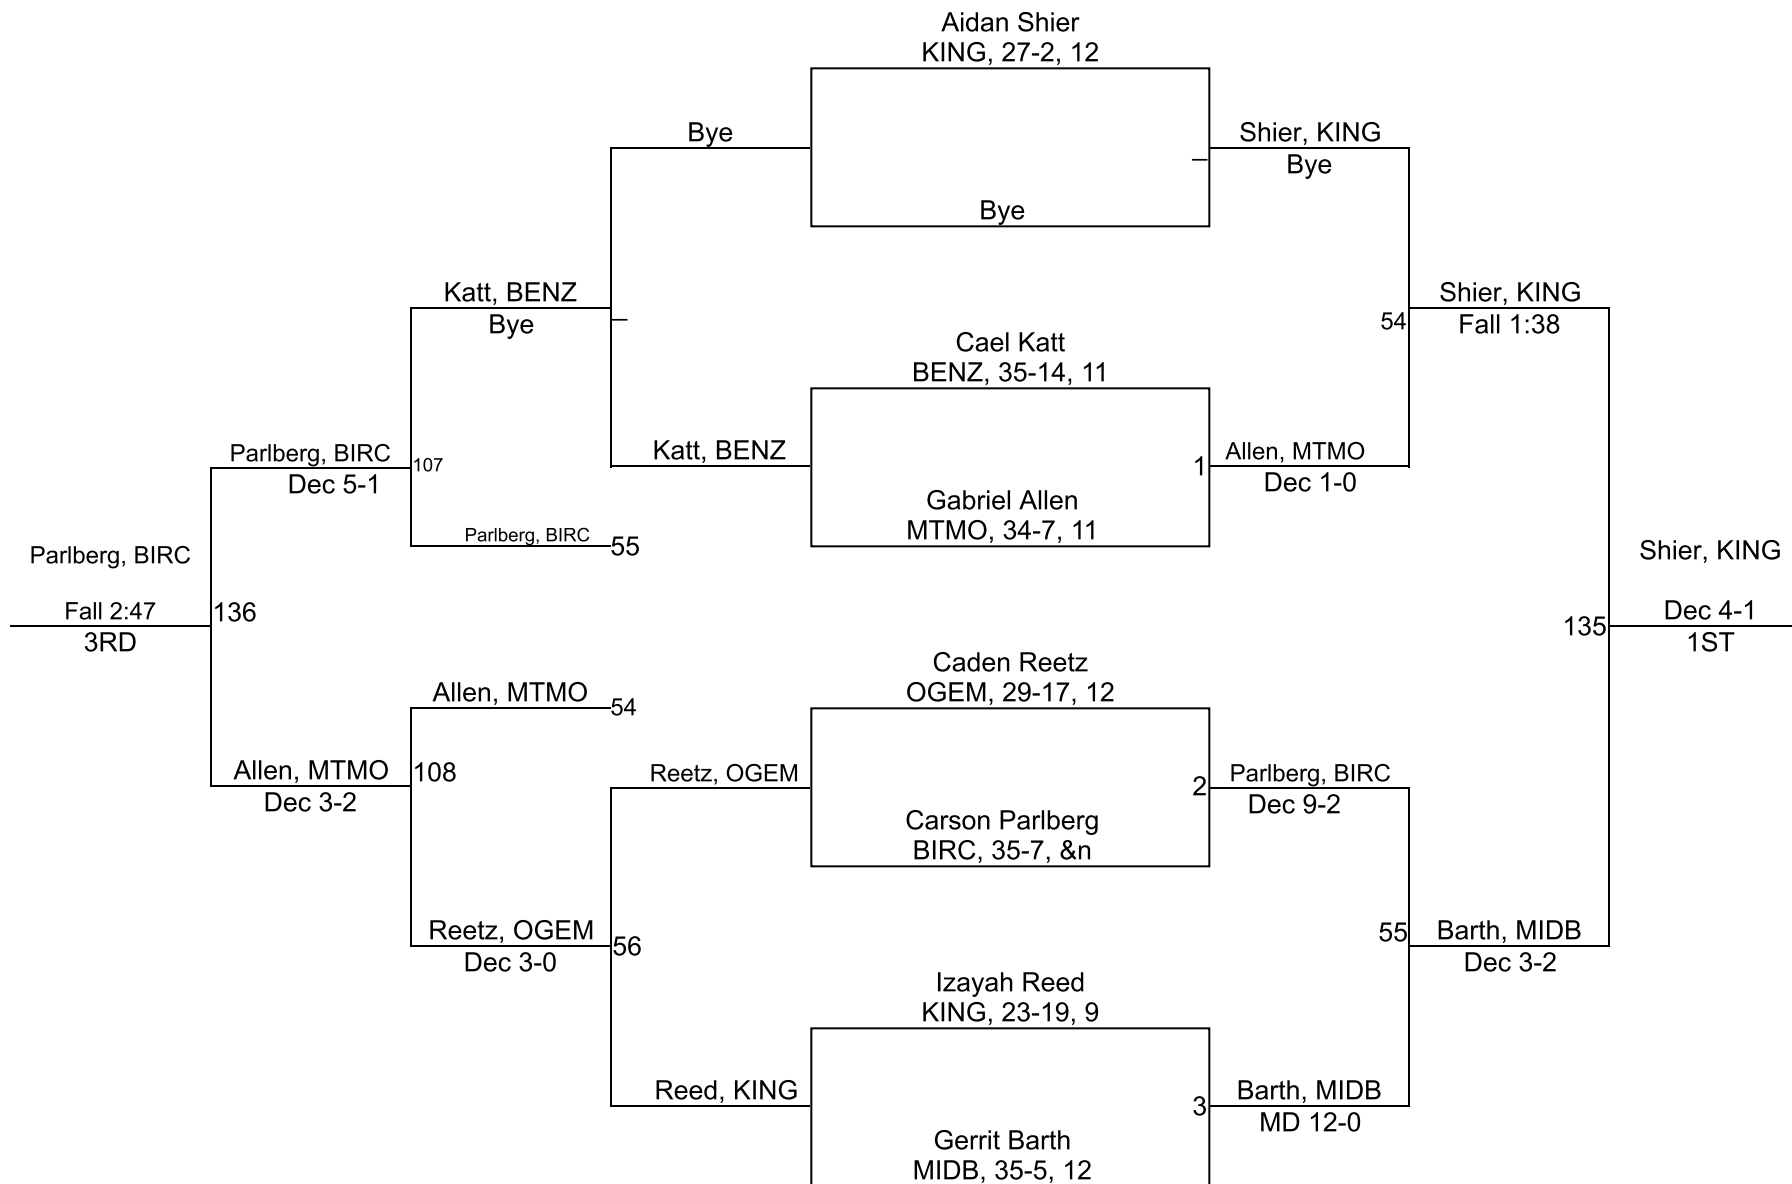 Aidan Shier
KING, 27-2, 12
Bye
Shier, KING
Bye
Bye
Katt, BENZ
Bye
Shier, KING
54
Fall 1:38
Cael Katt
BENZ, 35-14, 11
Parlberg, BIRC
107
Dec 5-1
Katt, BENZ
1
Allen, MTMO
Dec 1-0
Gabriel Allen
MTMO, 34-7, 11
Parlberg, BIRC
55
Parlberg, BIRC
Shier, KING
Fall 2:47
136
3RD
135
Dec 4-1
1ST
Caden Reetz
OGEM, 29-17, 12
Allen, MTMO
54
Allen, MTMO
108
Dec 3-2
Reetz, OGEM
2
Parlberg, BIRC
Dec 9-2
Carson Parlberg
BIRC, 35-7, &n
Reetz, OGEM
56
Dec 3-0
55
Barth, MIDB
Dec 3-2
Izayah Reed
KING, 23-19, 9
Reed, KING
3
Barth, MIDB
MD 12-0
Gerrit Barth
MIDB, 35-5, 12